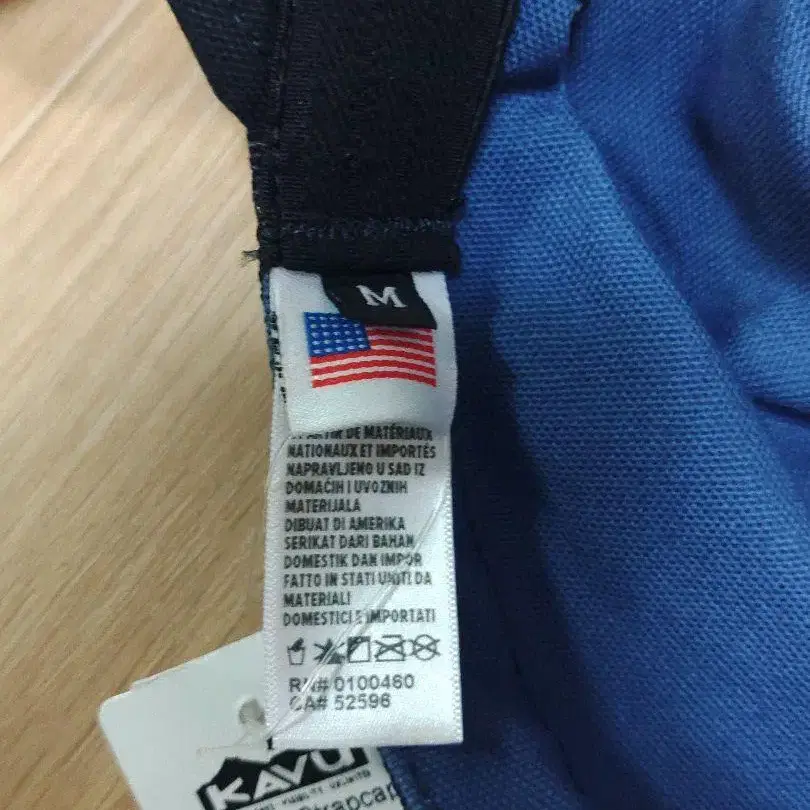 M
PARTIR DE MATÉRIAUX
NATIONAUX ET IMPORTÉS
NAPRAVLJENO U SAD IZ
DOMAĆIH I UVOZNIH
MATERIJALA
DIBUAT DI AMERIKA
SERIKAT DARI BAHAN
DOMESTIK DAN IMPOR
FATTO IN STATI UNITI DA
MATERIALI
DOMESTICI E IMPORTATI
RN# 0100460
CA# 52596
KAVU
Strapcap